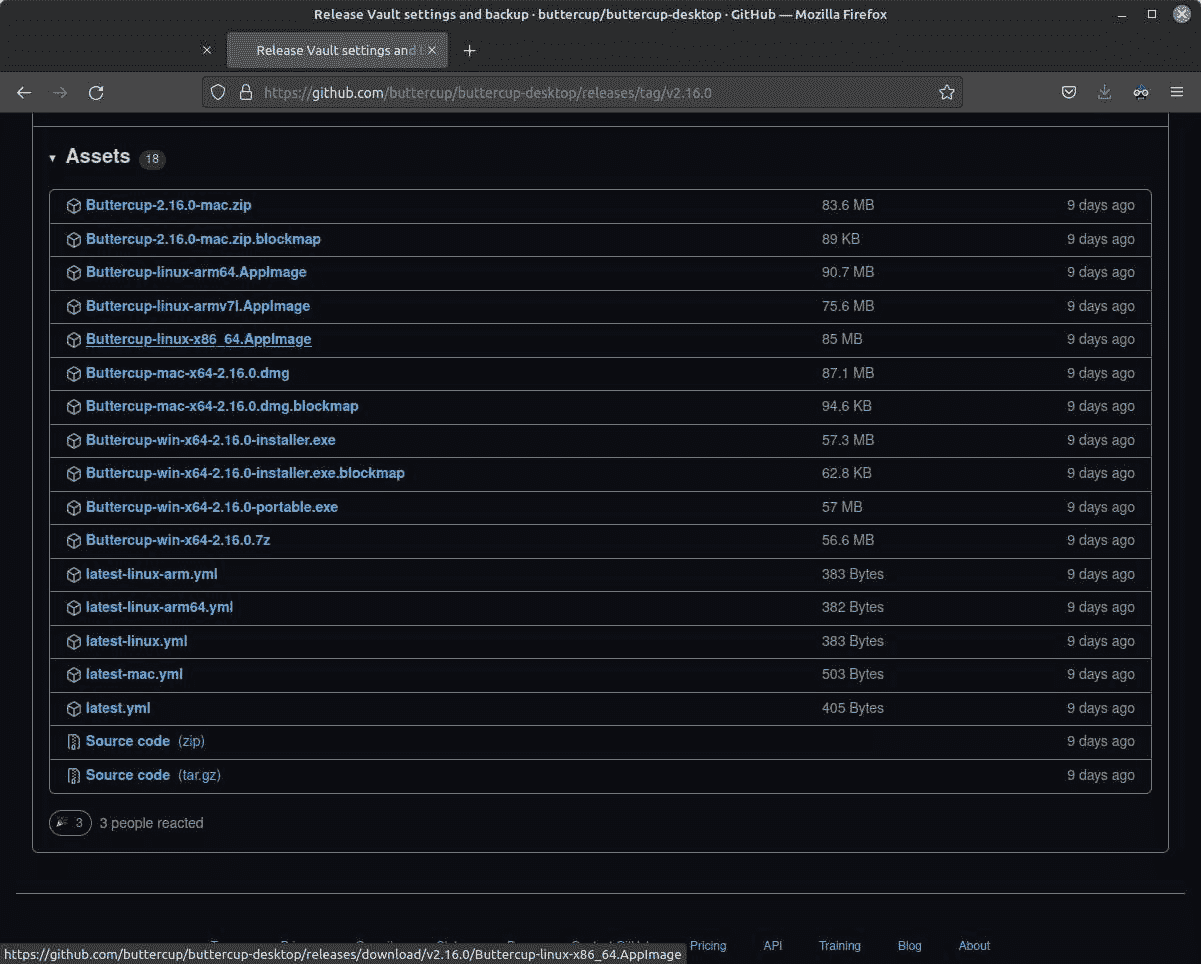 Release Vault settings and backup · buttercup/buttercup-desktop · GitHub — Mozilla Firefox
Release Vault settings and
https://github.com/buttercup/buttercup-desktop/releases/tag/v2.16.0
Assets 18
Buttercup-2.16.0-mac.zip 83.6 MB 9 days ago
Buttercup-2.16.0-mac.zip.blockmap 89 KB 9 days ago
Buttercup-linux-arm64.AppImage 90.7 MB 9 days ago
Buttercup-linux-armv7l.AppImage 75.6 MB 9 days ago
Buttercup-linux-x86_64.AppImage 85 MB 9 days ago
Buttercup-mac-x64-2.16.0.dmg 87.1 MB 9 days ago
Buttercup-mac-x64-2.16.0.dmg.blockmap 94.6 KB 9 days ago
Buttercup-win-x64-2.16.0-installer.exe 57.3 MB 9 days ago
Buttercup-win-x64-2.16.0-installer.exe.blockmap 62.8 KB 9 days ago
Buttercup-win-x64-2.16.0-portable.exe 57 MB 9 days ago
Buttercup-win-x64-2.16.0.7z 56.6 MB 9 days ago
latest-linux-arm.yml 383 Bytes 9 days ago
latest-linux-arm64.yml 382 Bytes 9 days ago
latest-linux.yml 383 Bytes 9 days ago
latest-mac.yml 503 Bytes 9 days ago
latest.yml 405 Bytes 9 days ago
Source code (zip) 9 days ago
Source code (tar.gz) 9 days ago
3 3 people reacted
Pricing API Training Blog About
https://github.com/buttercup/buttercup-desktop/releases/download/v2.16.0/Buttercup-linux-x86_64.AppImage